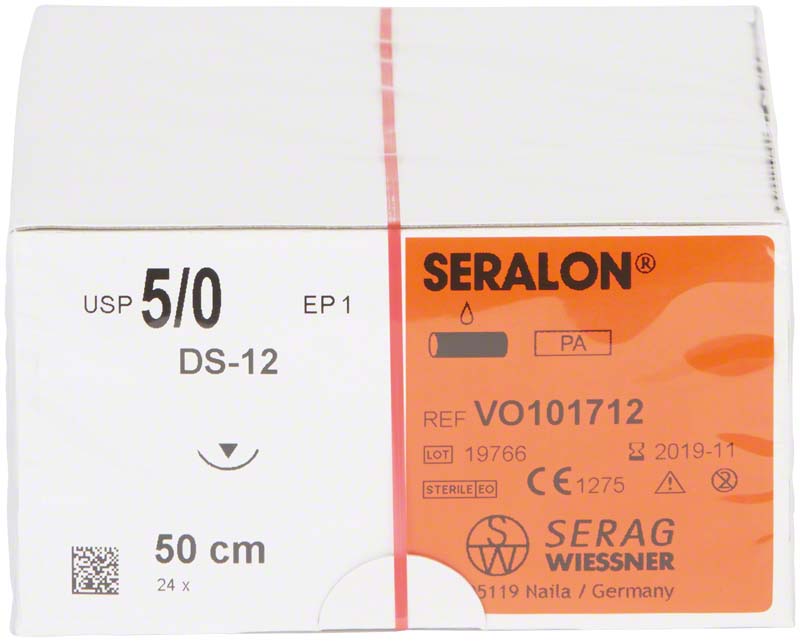 USP 5/0 EP 1
DS-12
50 cm
24 x
SERALON®
PA
REF VO101712
LOT 19766 2019-11
STERILE EO CE 1275
S
W
SERAG
WIESSNER
5119 Naila / Germany